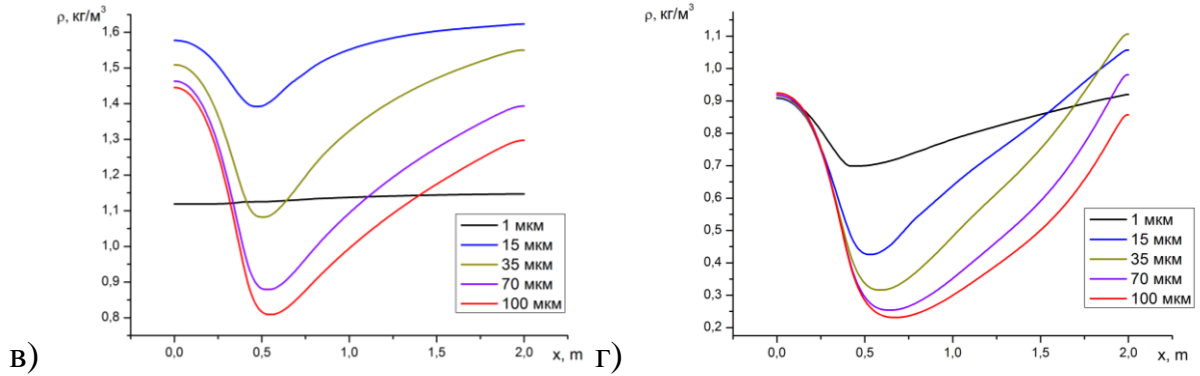 ρ, кг/м³
1,6
1,5
1,4
1,3
1,1
1,0
0,9
0,8
0,0 0,5 1,0 1,5 2,0
x, m
1 мкм
15 мкм
35 мкм
70 мкм
100 мкм
в)
ρ, кг/м³
1,1
1,0
0,9
0,8
0,7
0,6
0,5
0,4
0,3
0,2
0,0 0,5 1,0 1,5 2,0
x, m
1 мкм
15 мкм
35 мкм
70 мкм
100 мкм
г)